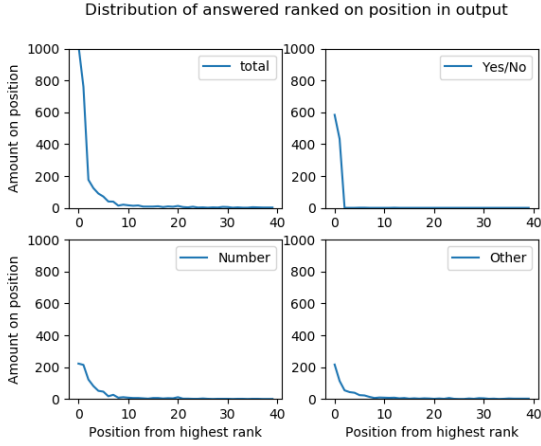 Distribution of answered ranked on position in output
Amount on position
1000
800
600
400
200
0
total
0 10 20 30 40
1000
800
600
400
200
0
Yes/No
0 10 20 30 40
Amount on position
1000
800
600
400
200
0
Number
0 10 20 30 40
Position from highest rank
1000
800
600
400
200
0
Other
0 10 20 30 40
Position from highest rank